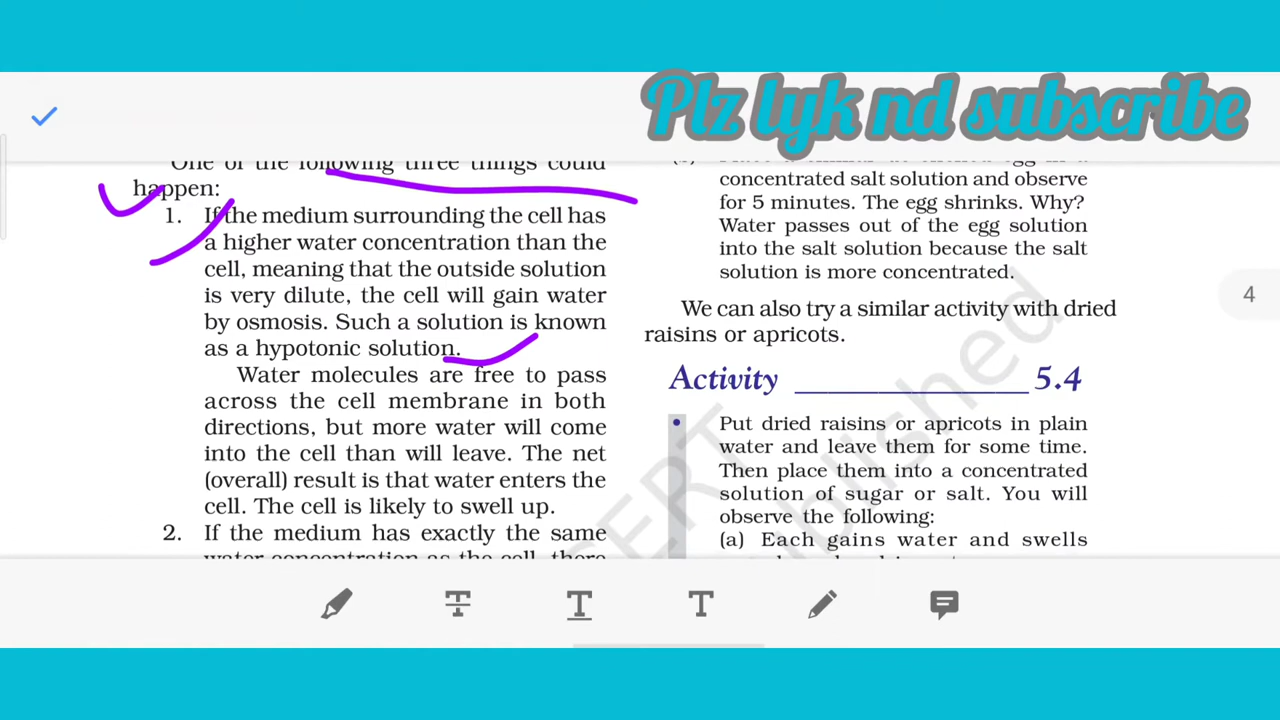 Plz lyk nd subscribe
One of the following three things could
happen:
1. If the medium surrounding the cell has
a higher water concentration than the
cell, meaning that the outside solution
is very dilute, the cell will gain water
by osmosis. Such a solution is known
as a hypotonic solution.
Water molecules are free to pass
across the cell membrane in both
directions, but more water will come
into the cell than will leave. The net
(overall) result is that water enters the
cell. The cell is likely to swell up.
2. If the medium has exactly the same
water concentration as the cell, there
concentrated salt solution and observe
for 5 minutes. The egg shrinks. Why?
Water passes out of the egg solution
into the salt solution because the salt
solution is more concentrated.
We can also try a similar activity with dried
raisins or apricots.
Activity 5.4
• Put dried raisins or apricots in plain
water and leave them for some time.
Then place them into a concentrated
solution of sugar or salt. You will
observe the following:
(a) Each gains water and swells
4